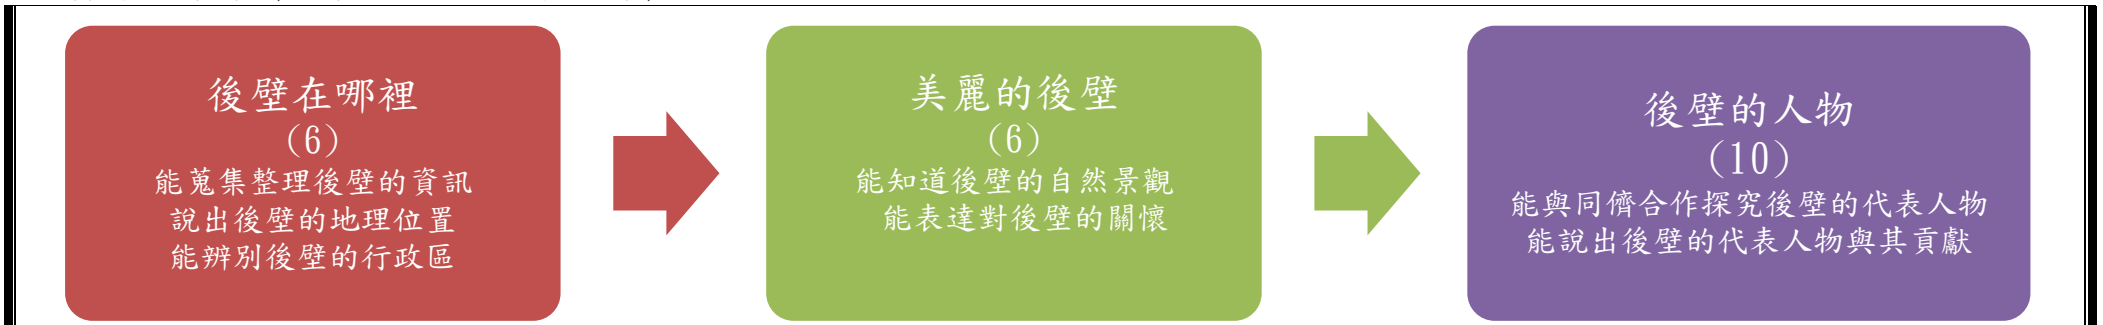 後壁在哪裡
(6)
能蒐集整理後壁的資訊
說出後壁的地理位置
能辨別後壁的行政區
美麗的後壁
(6)
能知道後壁的自然景觀
能表達對後壁的關懷
後壁的人物
(10)
能與同儕合作探究後壁的代表人物
能說出後壁的代表人物與其貢獻